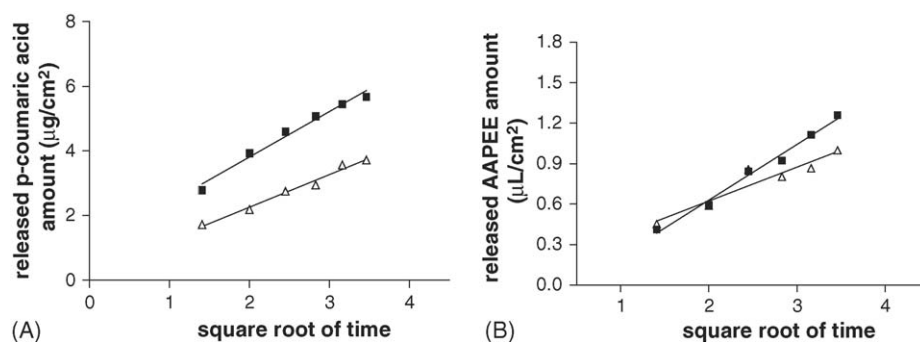 released p-coumaric acid
amount (μg/cm²)
8
6
4
2
0
0 1 2 3 4
square root of time
(A)
released AAPEE amount
(μL/cm²)
1.8
1.5
1.2
0.9
0.6
0.3
0.0
1 2 3 4
square root of time
(B)